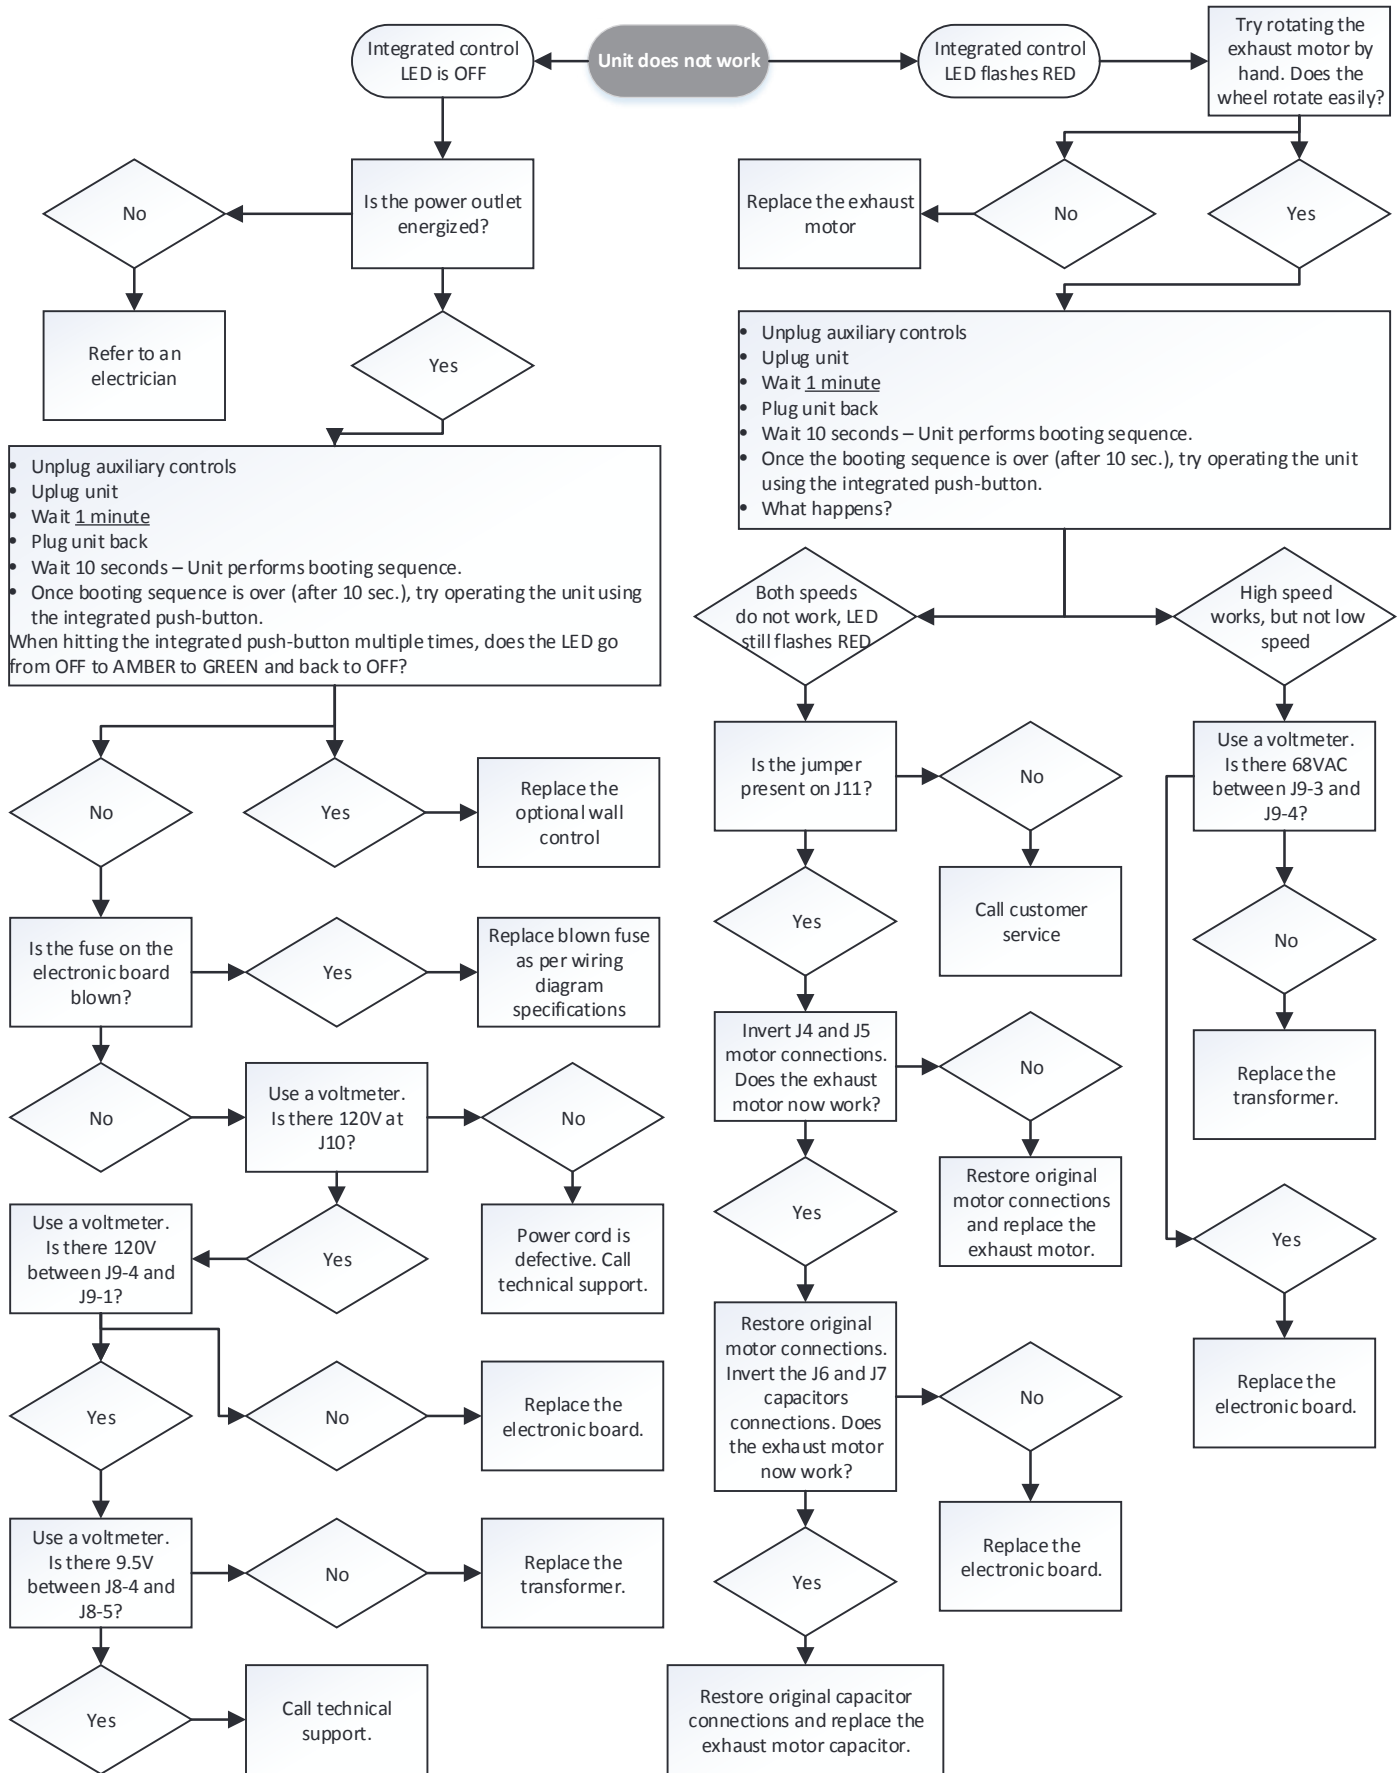 Unit does not work
Integrated control
LED is OFF
Is the power outlet
energized?
No
Refer to an
electrician
Yes
• Unplug auxiliary controls
• Uplug unit
• Wait 1 minute
• Plug unit back
• Wait 10 seconds – Unit performs booting sequence.
• Once booting sequence is over (after 10 sec.), try operating the unit using
the integrated push-button.
When hitting the integrated push-button multiple times, does the LED go
from OFF to AMBER to GREEN and back to OFF?
No
Yes
Replace the
optional wall
control
Is the fuse on the
electronic board
blown?
Yes
Replace blown fuse
as per wiring
diagram
specifications
No
Use a voltmeter.
Is there 120V at
J10?
No
Power cord is
defective. Call
technical support.
Yes
Use a voltmeter.
Is there 120V
between J9-4 and
J9-1?
Yes
No
Replace the
electronic board.
Use a voltmeter.
Is there 9.5V
between J8-4 and
J8-5?
No
Replace the
transformer.
Yes
Call technical
support.
Integrated control
LED flashes RED
Try rotating the
exhaust motor by
hand. Does the
wheel rotate easily?
Replace the exhaust
motor
No
Yes
• Unplug auxiliary controls
• Uplug unit
• Wait 1 minute
• Plug unit back
• Wait 10 seconds – Unit performs booting sequence.
• Once the booting sequence is over (after 10 sec.), try operating the unit
using the integrated push-button.
• What happens?
Both speeds
do not work, LED
still flashes RED
High speed
works, but not low
speed
Is the jumper
present on J11?
No
Call customer
service
Yes
Invert J4 and J5
motor connections.
Does the exhaust
motor now work?
No
Restore original
motor connections
and replace the
exhaust motor.
Yes
Restore original
motor connections.
Invert the J6 and J7
capacitors
connections. Does
the exhaust motor
now work?
No
Replace the
electronic board.
Yes
Restore original capacitor
connections and replace the
exhaust motor capacitor.
Use a voltmeter.
Is there 68VAC
between J9-3 and
J9-4?
No
Replace the
transformer.
Yes
Replace the
electronic board.